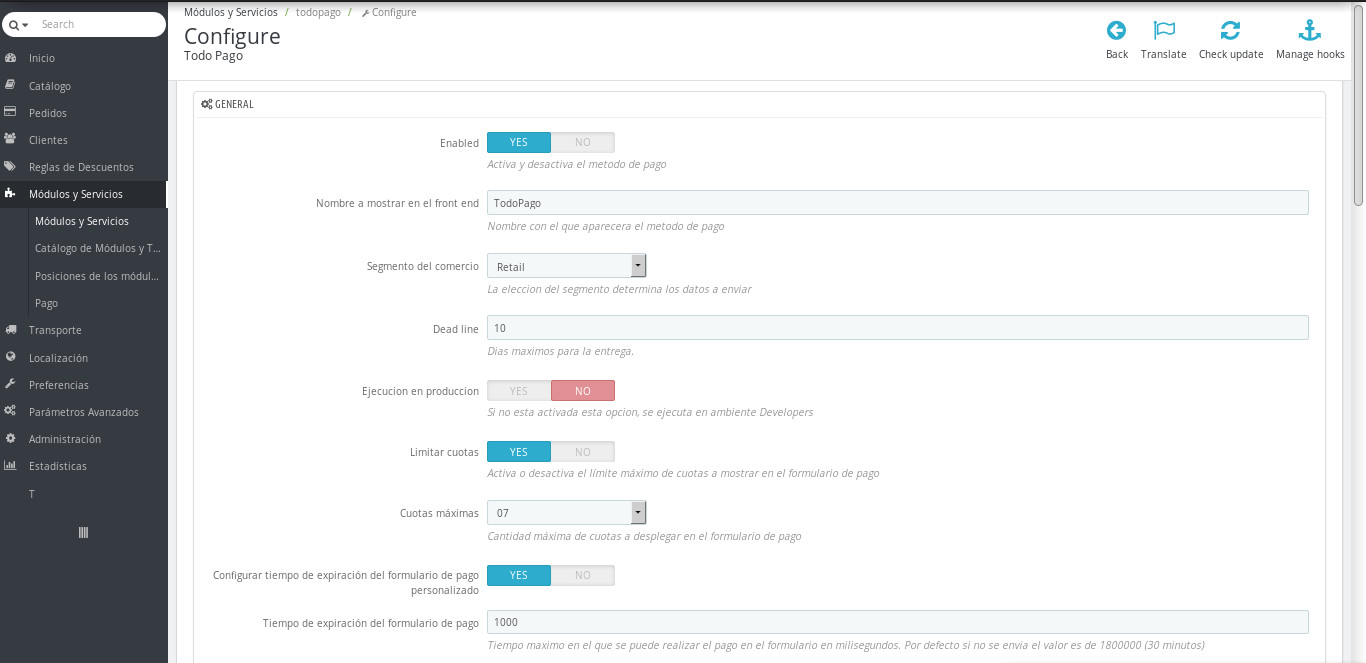 Search
Inicio
Catálogo
Pedidos
Clientes
Reglas de Descuentos
Módulos y Servicios
Módulos y Servicios
Catálogo de Módulos y T...
Posiciones de los módul...
Pago
Transporte
Localización
Preferencias
Parámetros Avanzados
Administración
Estadísticas
T
Módulos y Servicios / todopago / Configure
Configure
Todo Pago
Back
Translate
Check update
Manage hooks
GENERAL
Enabled YES NO
Activa y desactiva el metodo de pago
Nombre a mostrar en el front end TodoPago
Nombre con el que aparecera el metodo de pago
Segmento del comercio Retail
La eleccion del segmento determina los datos a enviar
Dead line 10
Dias maximos para la entrega.
Ejecucion en produccion YES NO
Si no esta activada esta opcion, se ejecuta en ambiente Developers
Limitar cuotas YES NO
Activa o desactiva el límite máximo de cuotas a mostrar en el formulario de pago
Cuotas máximas 07
Cantidad máxima de cuotas a desplegar en el formulario de pago
Configurar tiempo de expiración del formulario de pago YES NO
personalizado
Tiempo de expiración del formulario de pago 1000
Tiempo maximo en el que se puede realizar el pago en el formulario en milisegundos. Por defecto si no se envia el valor es de 1800000 (30 minutos)